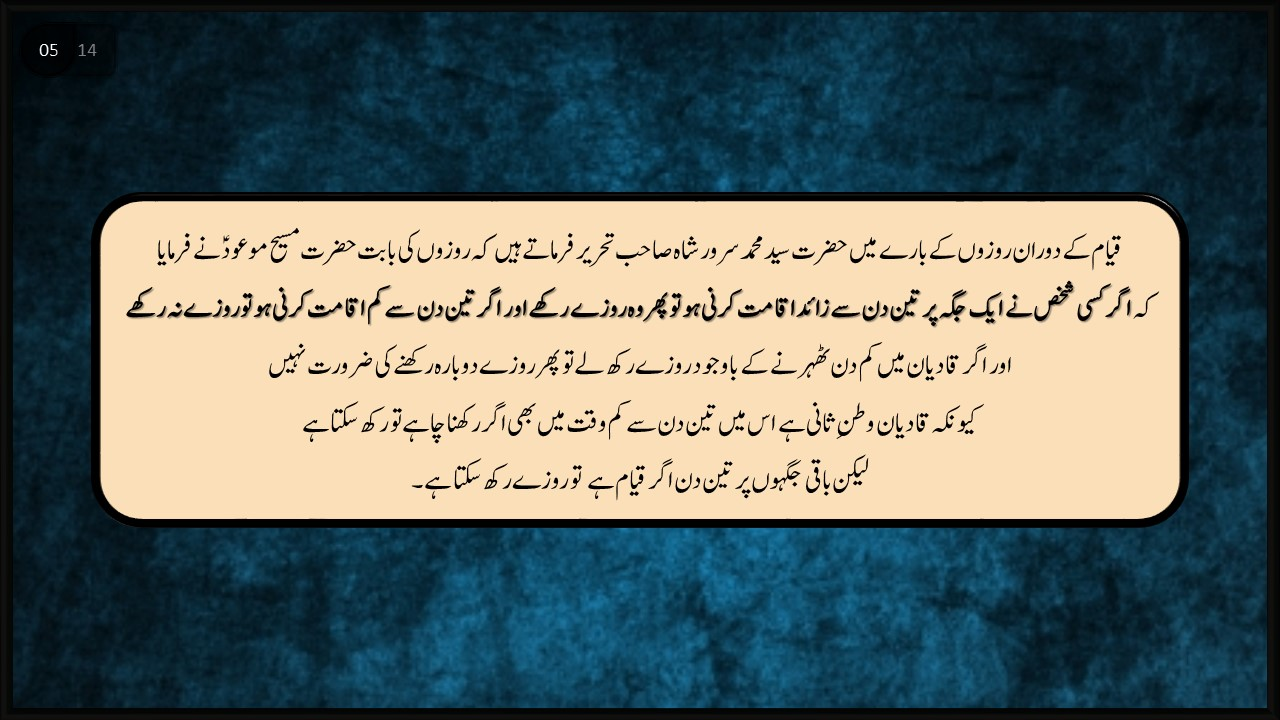 05 14
قیام کے دوران روزوں کے بارے میں حضرت سید محمد سرور شاہ صاحب تحریر فرماتے ہیں کہ روزوں کی بابت حضرت مسیح موعودؑ نے فرمایا
کہ اگر کسی شخص نے ایک جگہ پر تین دن سے زائد اقامت کرنی ہو تو پھر وہ روزے رکھے اور اگر تین دن سے کم اقامت کرنی ہو تو روزے نہ رکھے
اور اگر قادیان میں کم دن ٹھہرنے کے باوجود روزے رکھ لے تو پھر روزے دوبارہ رکھنے کی ضرورت نہیں
کیونکہ قادیان وطنِ ثانی ہے اس میں تین دن سے کم وقت میں بھی اگر رکھنا چاہے تو رکھ سکتا ہے
لیکن باقی جگہوں پر تین دن اگر قیام ہے تو روزے رکھ سکتا ہے۔